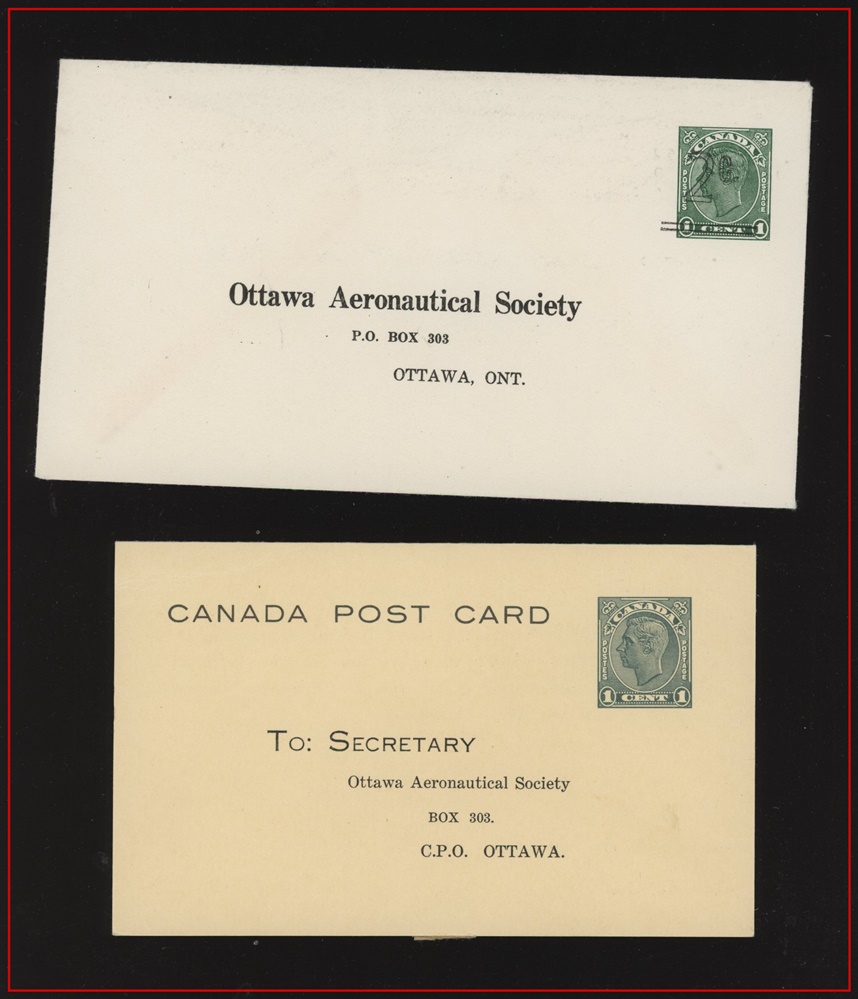 CANADA
POSTES
POSTAGE
2¢
1 CENT 1
Ottawa Aeronautical Society
P.O. BOX 303
OTTAWA, ONT.
CANADA POST CARD
CANADA
POSTES
POSTAGE
1 CENT 1
TO: SECRETARY
Ottawa Aeronautical Society
BOX 303.
C.P.O. OTTAWA.